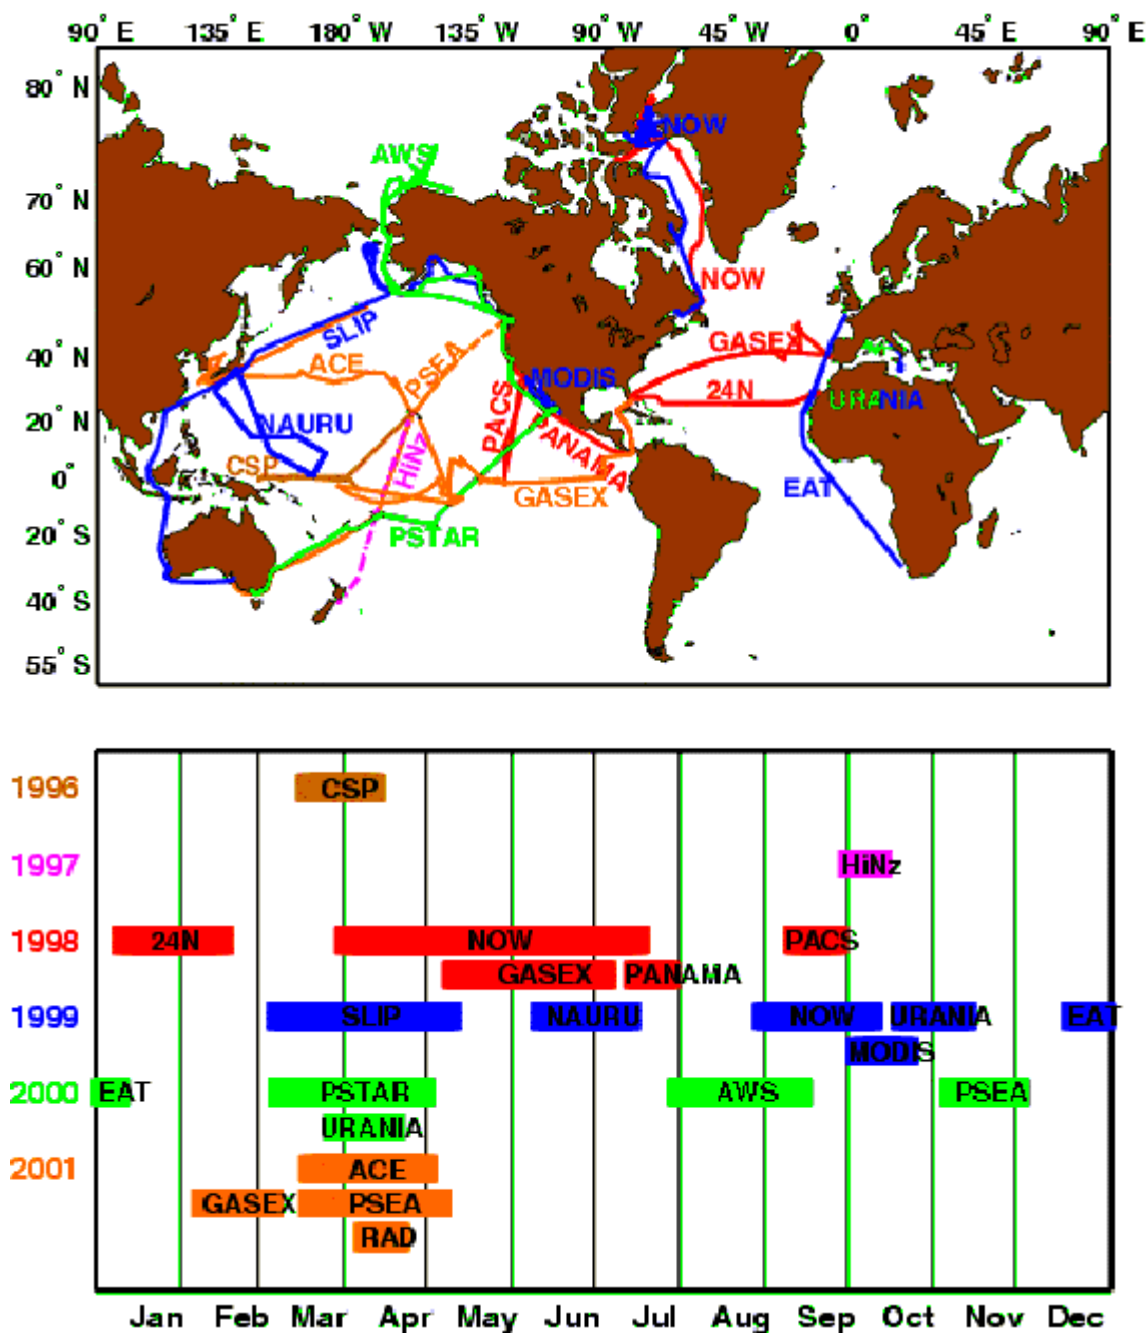 90° E 135° E 180° W 135° W 90° W 45° W 0° 45° E 90° E
80° N
NOW
AWS
70° N
60° N
NOW
SLIP
GASEX
40° N
ACE
PSEA
MODIS
24N
URANIA
20° N
NAURU
PACS
PANAMA
CSP
HiNz
0°
GASEX
EAT
20° S
PSTAR
40° S
55° S
1996 CSP
1997 HiNz
1998 24N NOW PACS
GASEX PANAMA
1999 SLIP NAURU NOW URANIA EAT
MODIS
2000 EAT PSTAR AWS PSEA
URANIA
2001 ACE
GASEX PSEA
RAD
Jan Feb Mar Apr May Jun Jul Aug Sep Oct Nov Dec